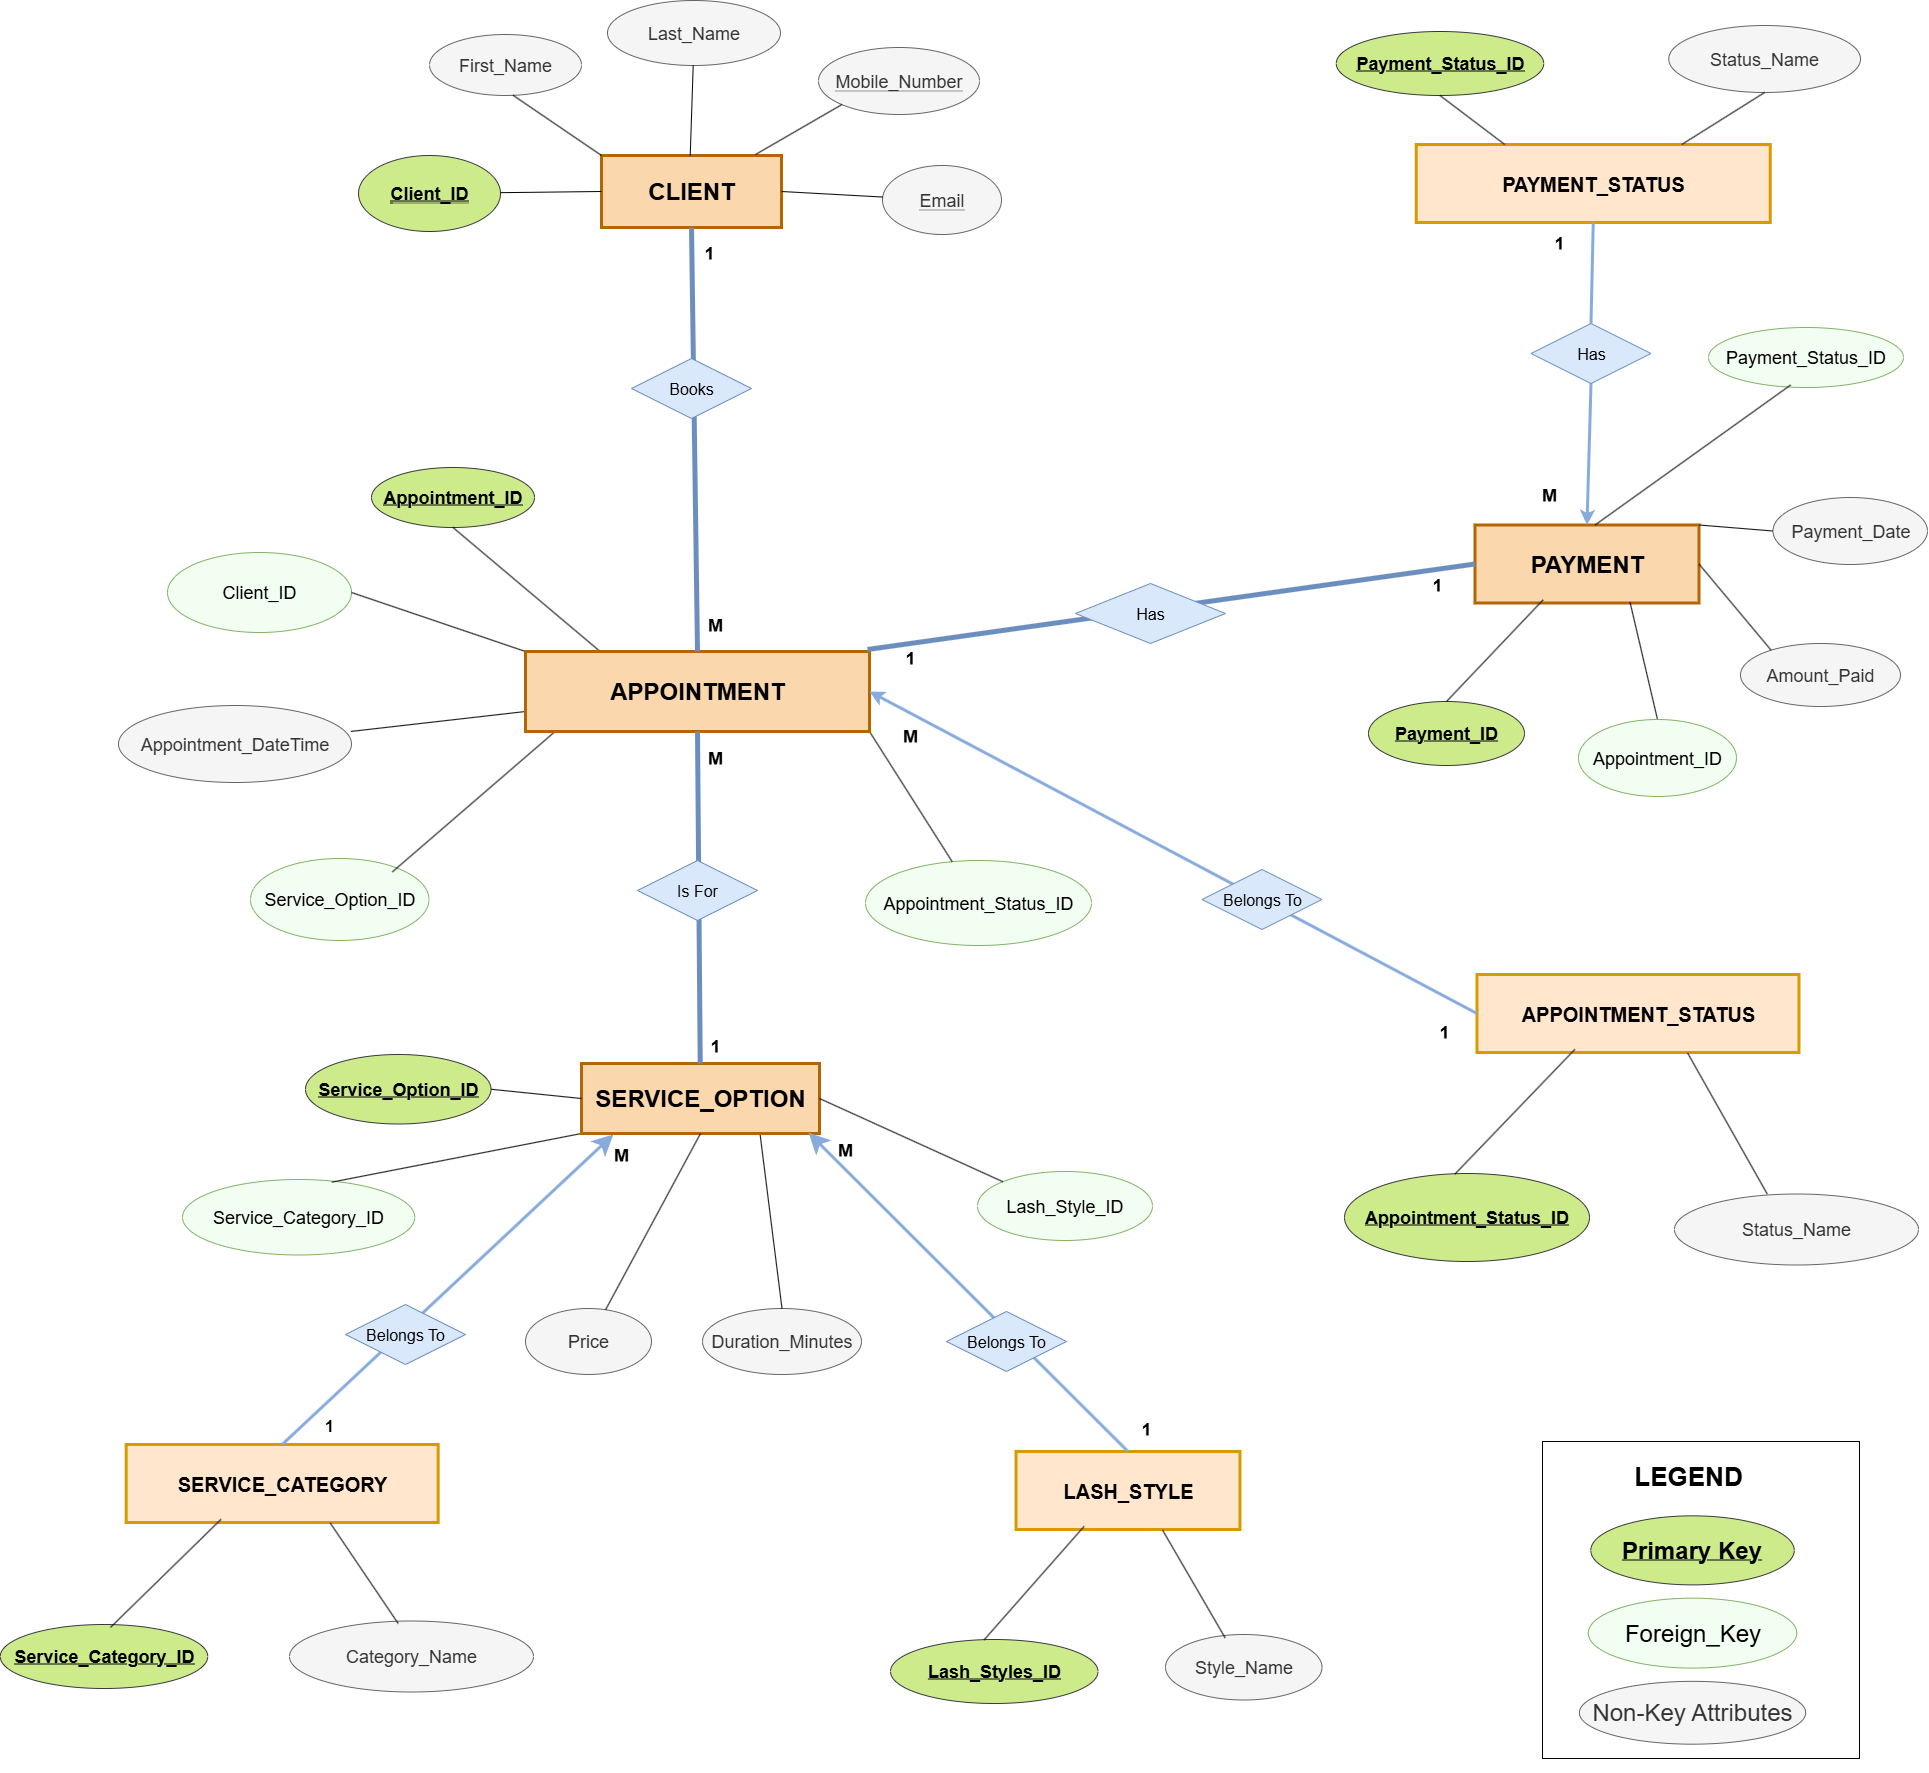 Last_Name
First_Name
Mobile_Number
Client_ID
CLIENT
Email
1
Books
M
Payment_Status_ID
Status_Name
PAYMENT_STATUS
1
Has
Payment_Status_ID
M
Payment_Date
PAYMENT
1
Has
1
Amount_Paid
Payment_ID
Appointment_ID
Appointment_ID
Client_ID
APPOINTMENT
Appointment_DateTime
M
M
Service_Option_ID
Is For
Appointment_Status_ID
Belongs To
1
APPOINTMENT_STATUS
Appointment_Status_ID
Status_Name
1
Service_Option_ID
SERVICE_OPTION
M
M
Service_Category_ID
Lash_Style_ID
Belongs To
Price
Duration_Minutes
Belongs To
1
1
SERVICE_CATEGORY
LASH_STYLE
Service_Category_ID
Category_Name
Lash_Styles_ID
Style_Name
LEGEND
Primary Key
Foreign_Key
Non-Key Attributes